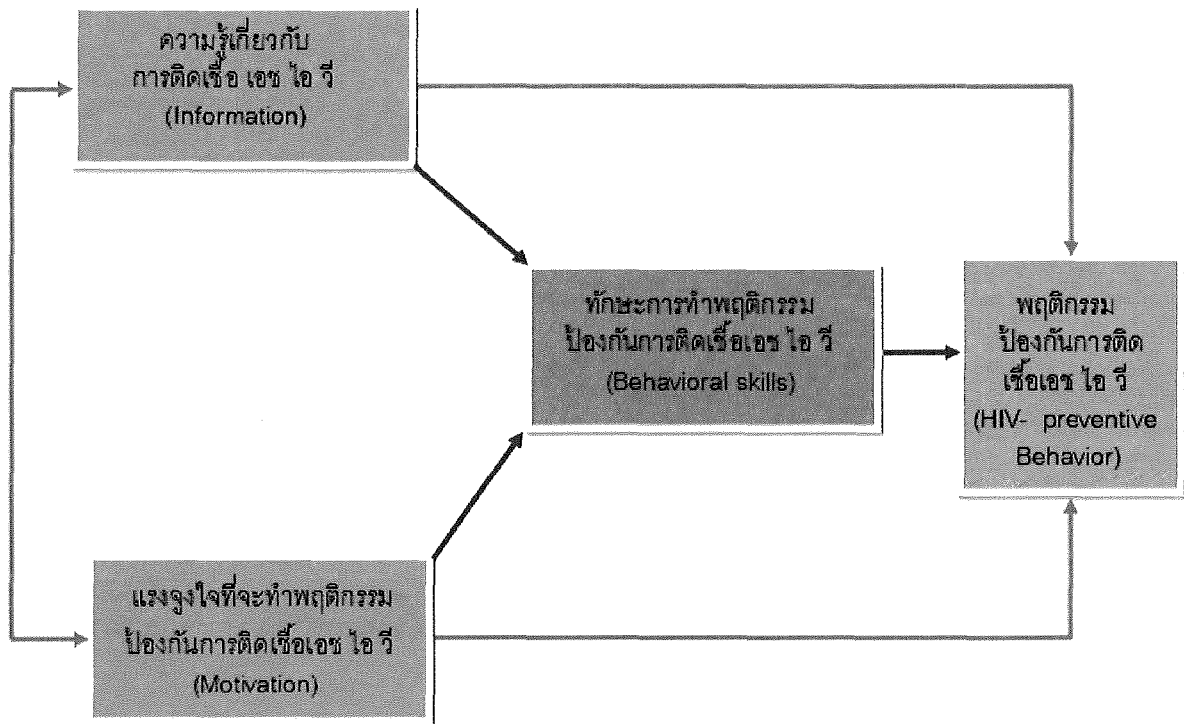 ความรู้เกี่ยวกับ
การติดเชื้อ เอช ไอ วี
(Information)
ทักษะการทำพฤติกรรม
ป้องกันการติดเชื้อเอช ไอ วี
(Behavioral skills)
พฤติกรรม
ป้องกันการติด
เชื้อเอช ไอ วี
(HIV- preventive
Behavior)
แรงจูงใจที่จะทำพฤติกรรม
ป้องกันการติดเชื้อเอช ไอ วี
(Motivation)